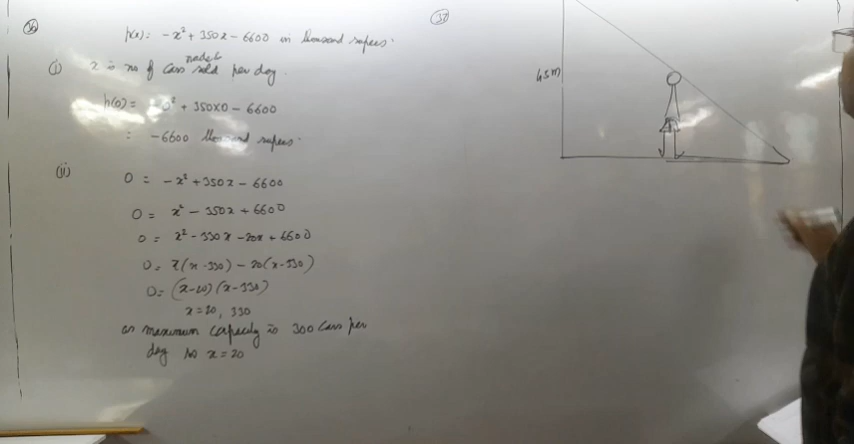 36
p(x) = -x² + 350x - 6600 in thousand rupees.
(i) x is no of cars made sold per day.
p(0) = -0² + 350x0 - 6600
= -6600 thousand rupees.
(ii) 0 = -x² + 350x - 6600
0 = x² - 350x + 6600
0 = x² - 330x - 20x + 6600
0 = x(x-330) - 20(x-330)
0 = (x-20)(x-330)
x = 20, 330
as maximum capacity is 300 cars per
day so x = 20
37